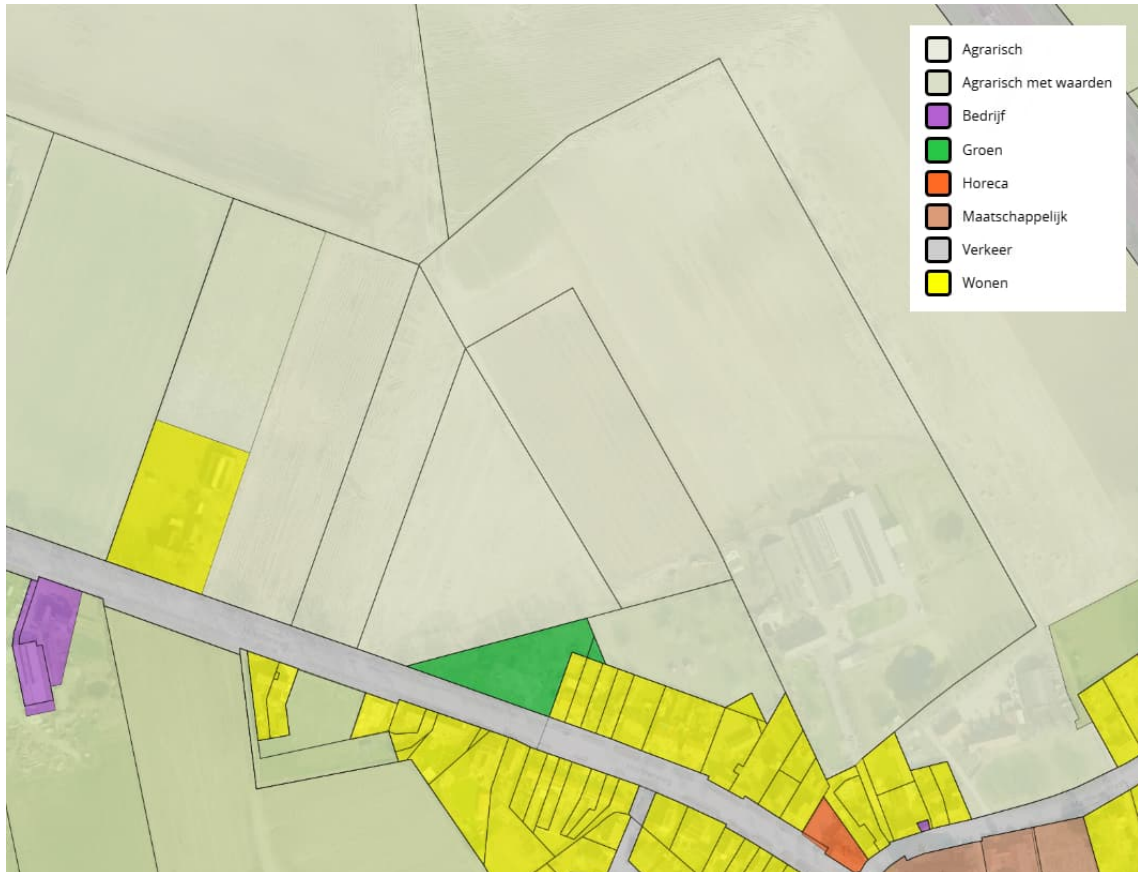 Agrarisch
Agrarisch met waarden
Bedrijf
Groen
Horeca
Maatschappelijk
Verkeer
Wonen